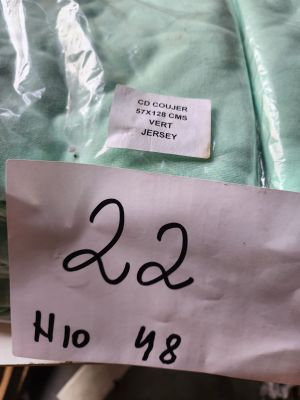 CD COUJER
57X128 CMS
VERT
JERSEY
22
H10 48